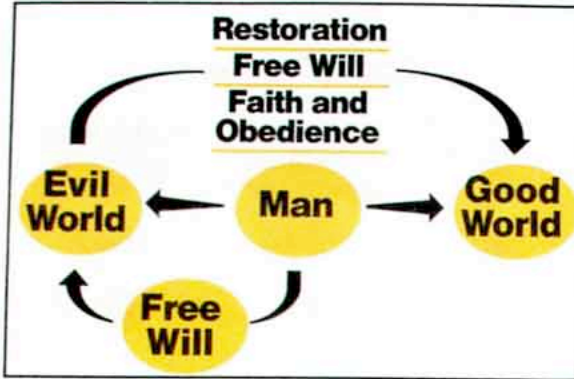 Restoration
Free Will
Faith and
Obedience
Evil
World
Man
Good
World
Free
Will